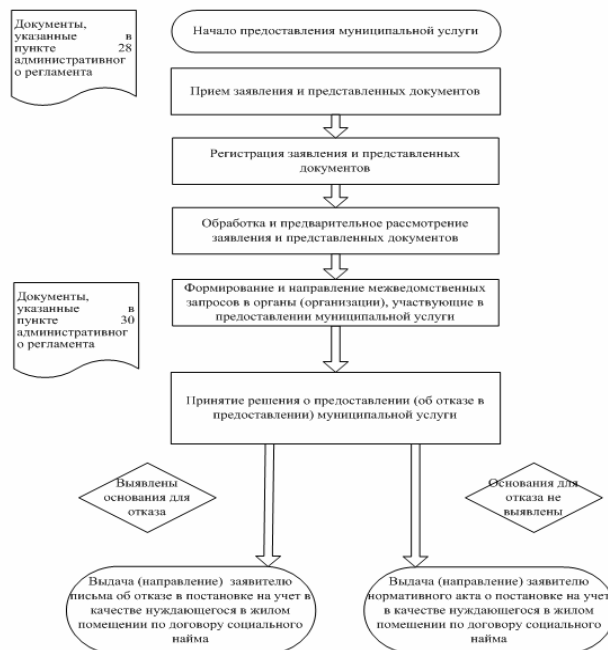 Документы,
указанные в
пункте 28
административног
о регламента
Начало предоставления муниципальной услуги
Прием заявления и представленных документов
Регистрация заявления и представленных
документов
Обработка и предварительное рассмотрение
заявления и представленных документов
Документы,
указанные в
пункте 30
административног
о регламента
Формирование и направление межведомственных
запросов в органы (организации), участвующие в
предоставлении муниципальной услуги
Принятие решения о предоставлении (об отказе в
предоставлении) муниципальной услуги
Выявлены
основания для
отказа
Основания для
отказа не
выявлены
Выдача (направление) заявителю
письма об отказе в постановке на учет в
качестве нуждающегося в жилом
помещении по договору социального
найма
Выдача (направление) заявителю
нормативного акта о постановке на учет
в качестве нуждающегося в жилом
помещении по договору социального
найма